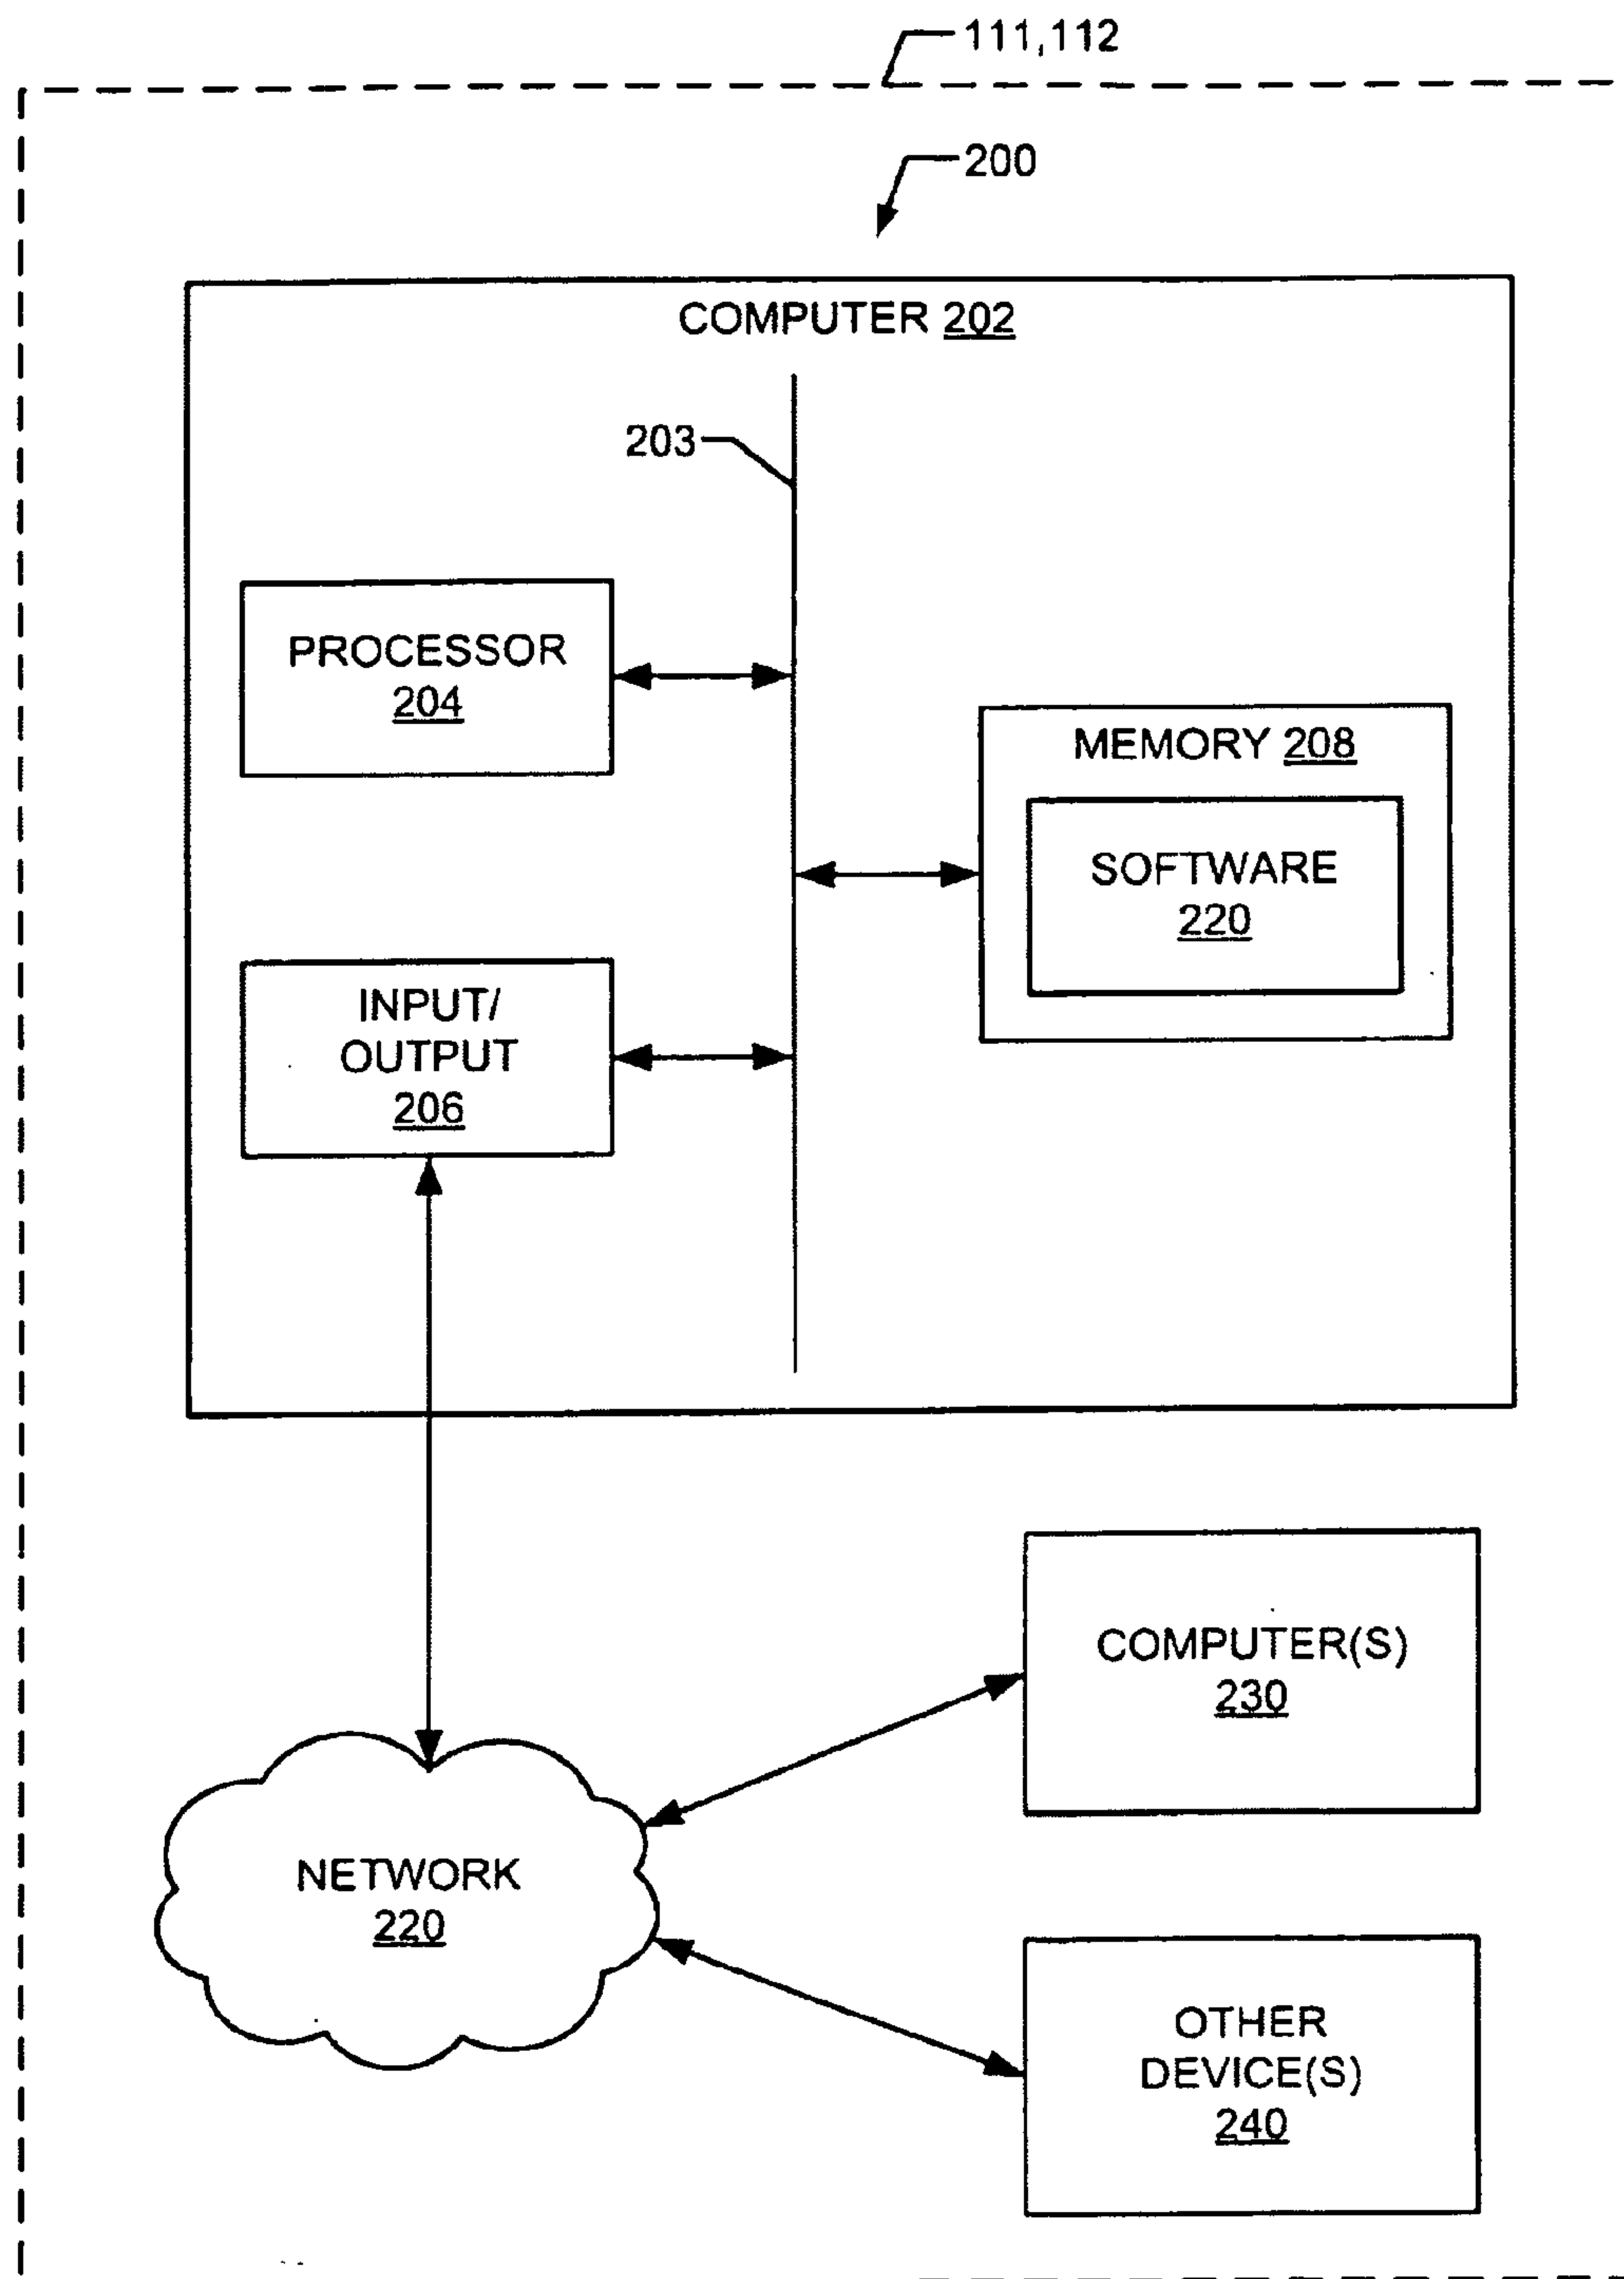 111,112
200
COMPUTER 202
203
PROCESSOR
204
MEMORY 208
SOFTWARE
220
INPUT/
OUTPUT
206
COMPUTER(S)
230
NETWORK
220
OTHER
DEVICE(S)
240